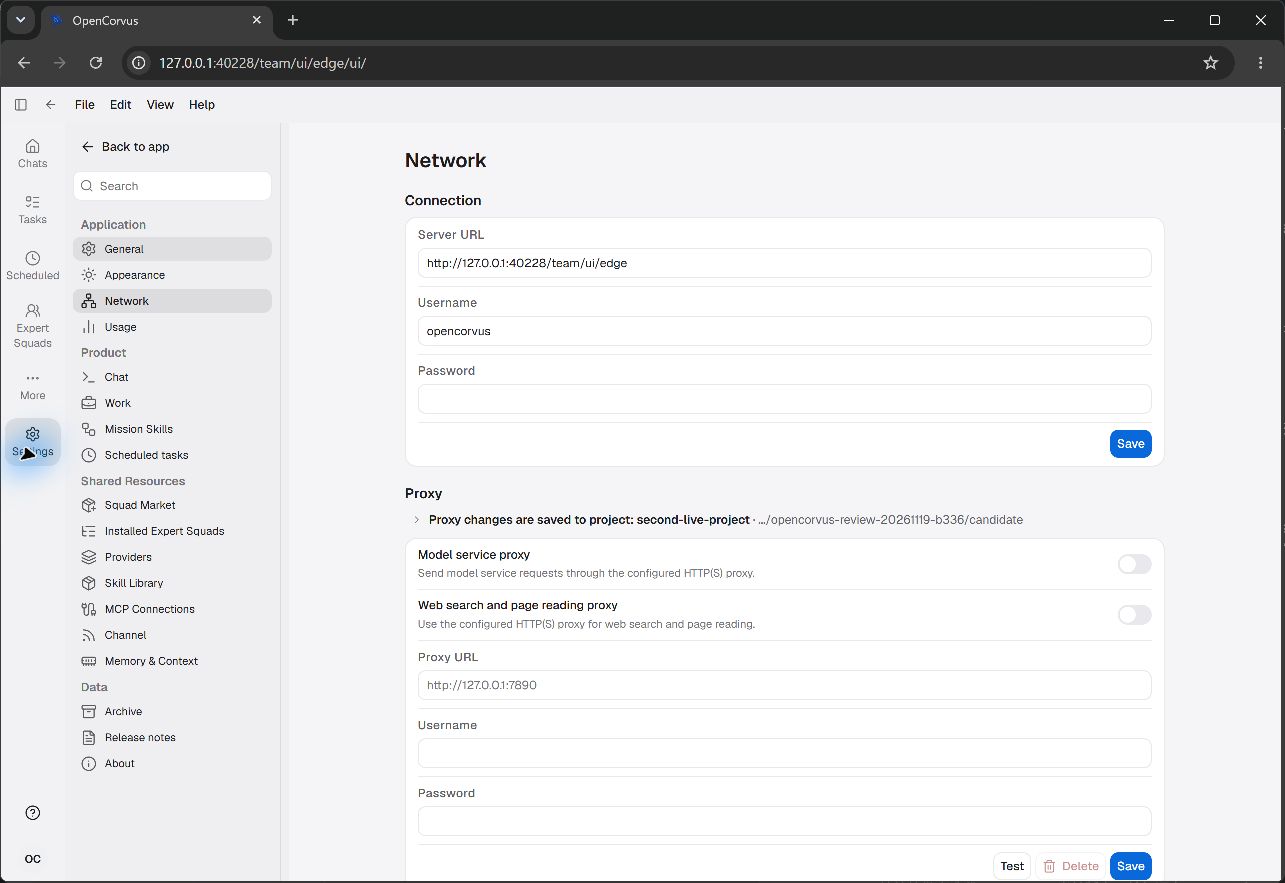 OpenCorvus
127.0.0.1:40228/team/ui/edge/ui/
File Edit View Help
Chats
Tasks
Scheduled
Expert
Squads
More
Settings
OC
Back to app
Search
Application
General
Appearance
Network
Usage
Product
Chat
Work
Mission Skills
Scheduled tasks
Shared Resources
Squad Market
Installed Expert Squads
Providers
Skill Library
MCP Connections
Channel
Memory & Context
Data
Archive
Release notes
About
Network
Connection
Server URL
http://127.0.0.1:40228/team/ui/edge
Username
opencorvus
Password
Save
Proxy
Proxy changes are saved to project: second-live-project · …/opencorvus-review-20261119-b336/candidate
Model service proxy
Send model service requests through the configured HTTP(S) proxy.
Web search and page reading proxy
Use the configured HTTP(S) proxy for web search and page reading.
Proxy URL
http://127.0.0.1:7890
Username
Password
Test Delete Save